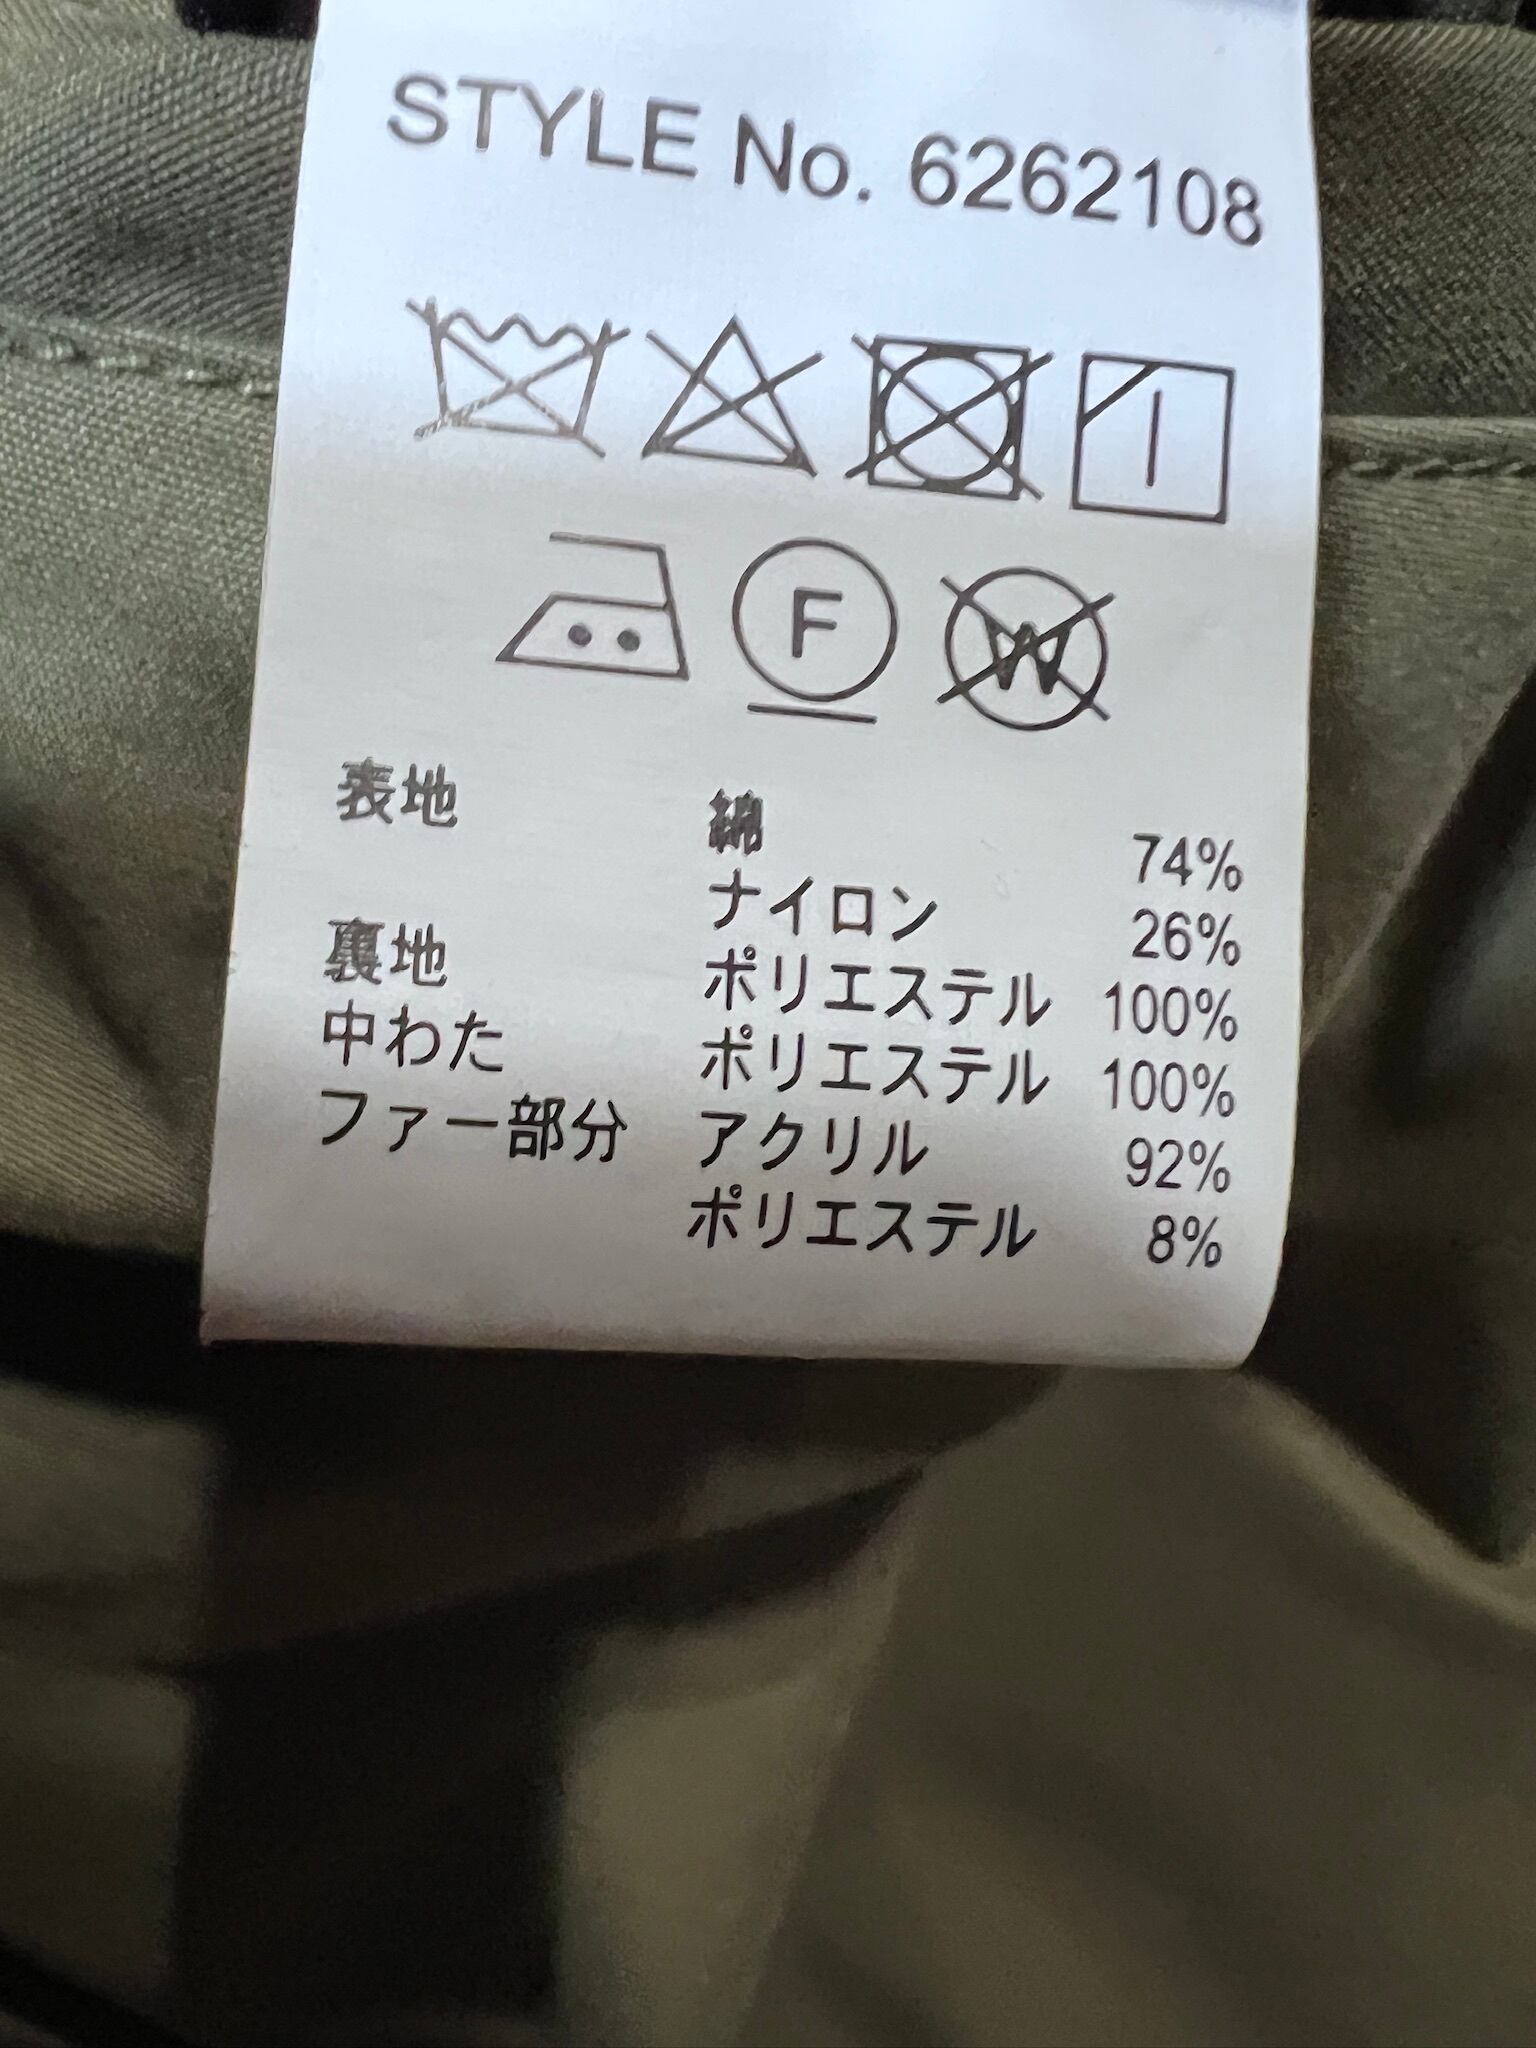 STYLE No. 6262108
F
W
表地 綿 74%
ナイロン 26%
裏地 ポリエステル 100%
中わた ポリエステル 100%
ファー部分 アクリル 92%
ポリエステル 8%